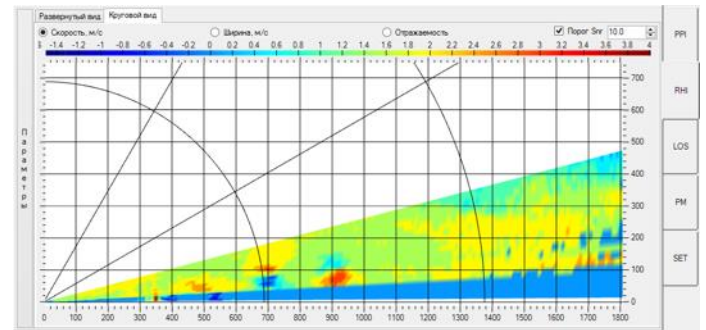 Развернутый вид Круговой вид
Скорость, м/с Ширина, м/с Отражаемость Порог Snr 10.0
-1.4 -1.2 -1 -0.8 -0.6 -0.4 -0.2 0 0.2 0.4 0.6 0.8 1 1.2 1.4 1.6 1.8 2 2.2 2.4 2.6 2.8 3 3.2 3.4 3.6 3.8 4
Параметры
700
600
500
400
300
200
100
0
0 100 200 300 400 500 600 700 800 900 1000 1100 1200 1300 1400 1500 1600 1700 1800
PPI
RHI
LOS
PM
SET